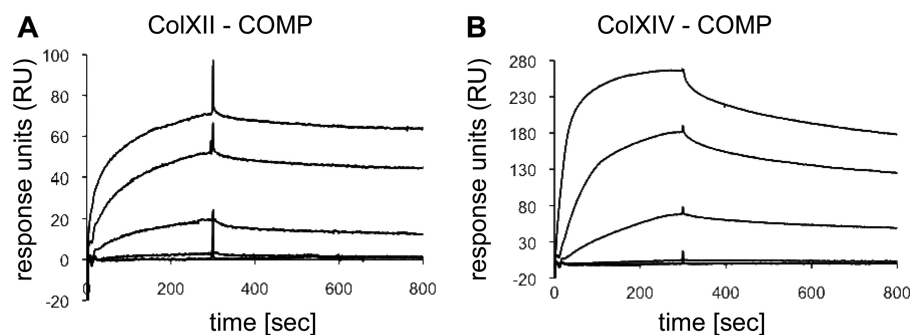 A ColXII - COMP
response units (RU)
100
80
60
40
20
0
-20
0 200 400 600 800
time [sec]
B ColXIV - COMP
response units (RU)
280
230
180
130
80
30
-20
0 200 400 600 800
time [sec]